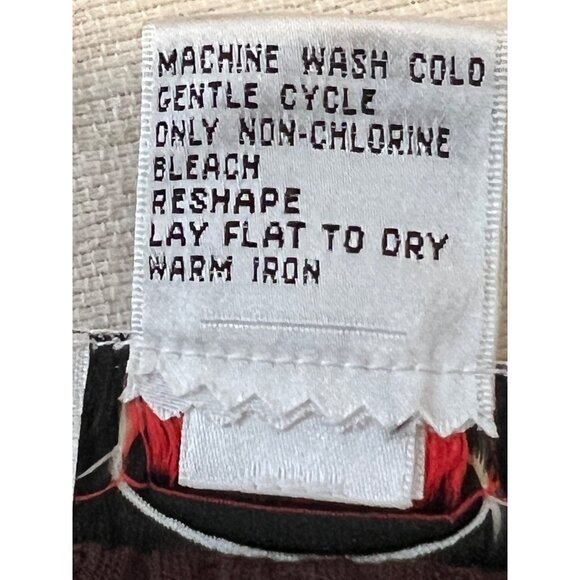 MACHINE WASH COLD
GENTLE CYCLE
ONLY NON-CHLORINE
BLEACH
RESHAPE
LAY FLAT TO DRY
WARM IRON